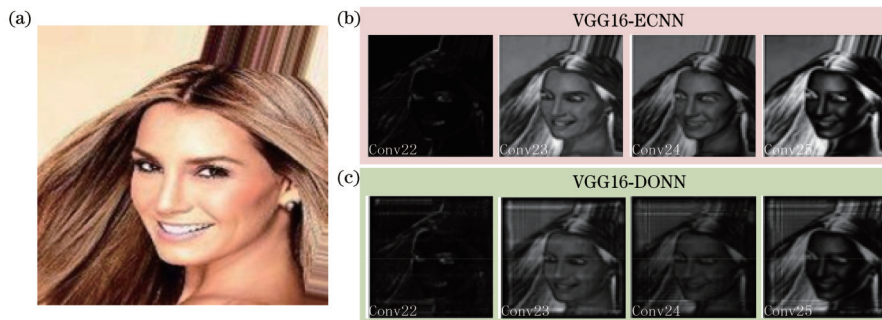 (a)
(b)
VGG16-ECNN
Conv22
Conv23
Conv24
Conv25
(c)
VGG16-DONN
Conv22
Conv23
Conv24
Conv25